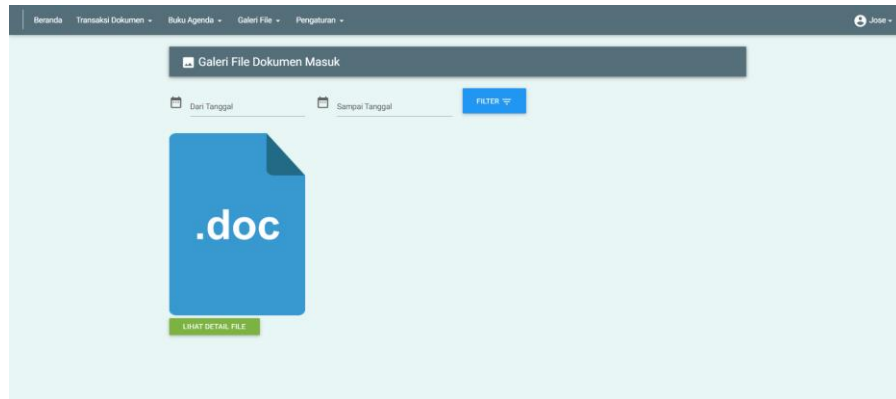 Beranda Transaksi Dokumen Buku Agenda Galeri File Pengaturan Jose
Galeri File Dokumen Masuk
Dari Tanggal Sampai Tanggal FILTER
.doc
LIHAT DETAIL FILE